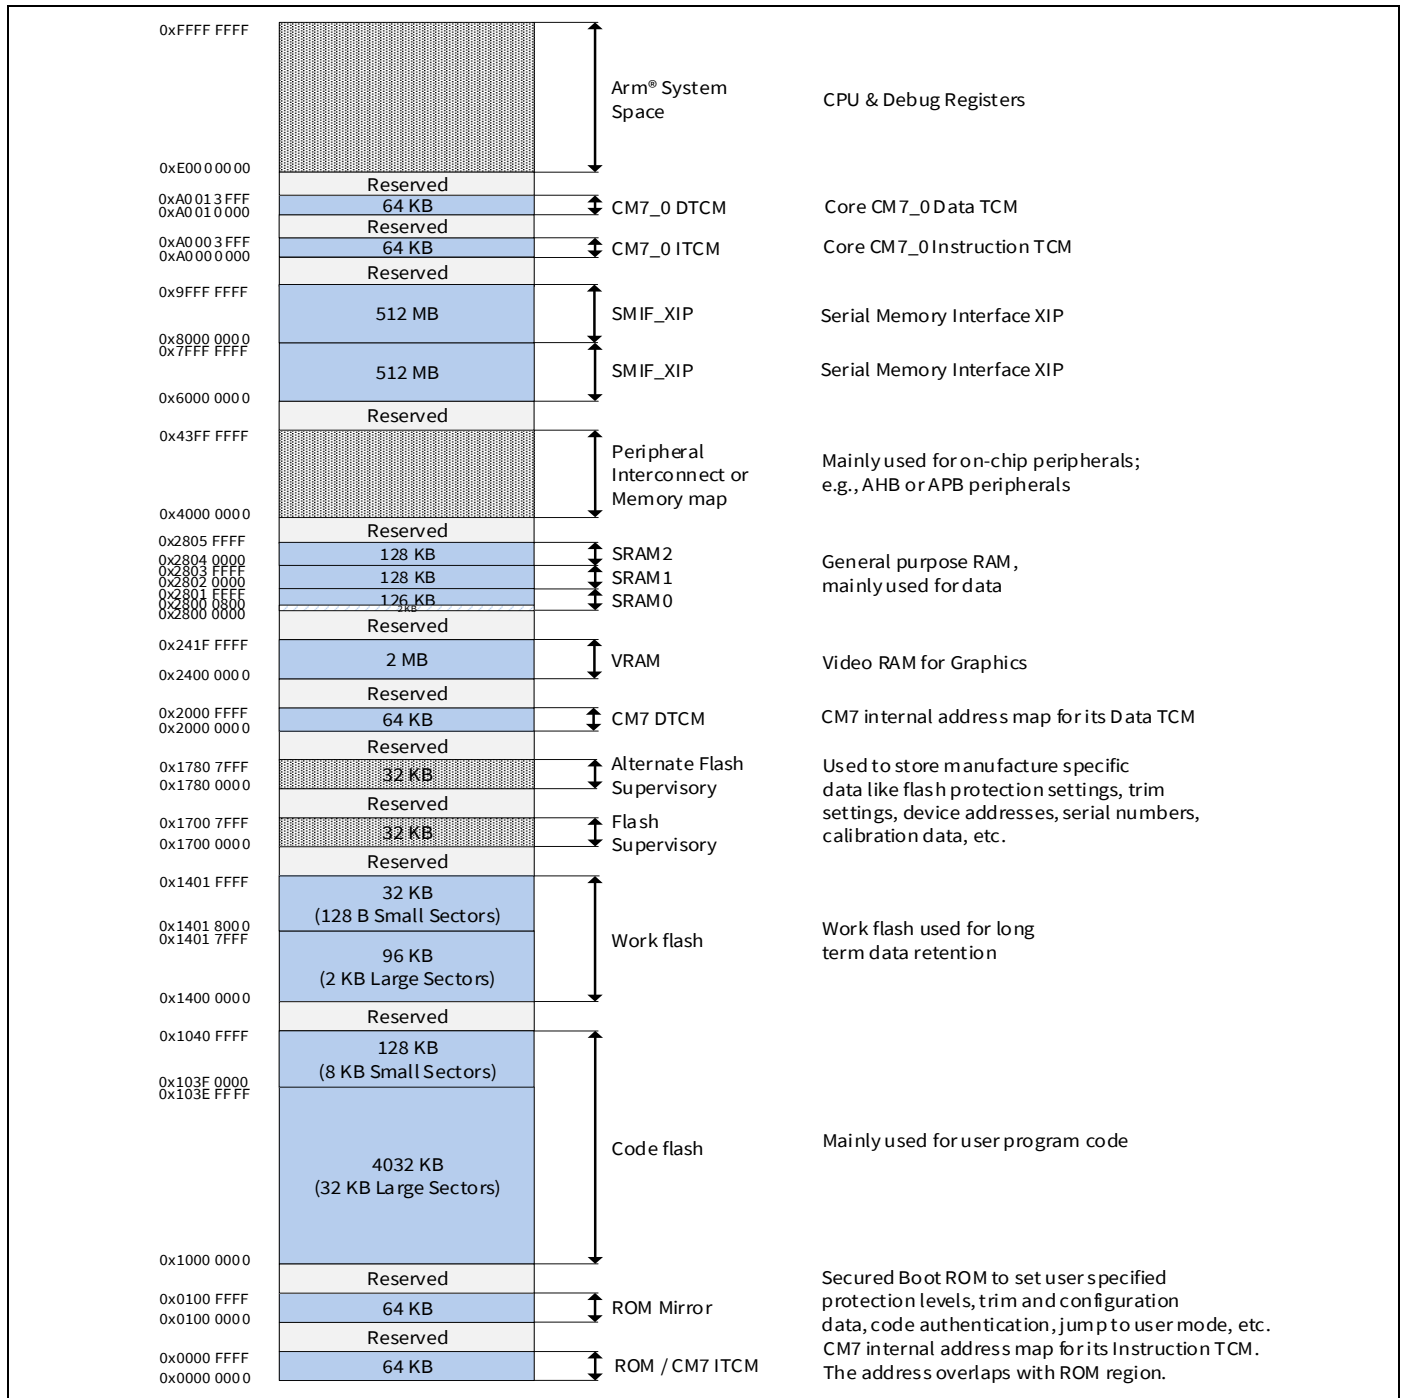 0xFFFF FFFF
Arm® System
Space
CPU & Debug Registers
0xE000 0000
Reserved
0xA001 3FFF
64 KB
CM7_0 DTCM
Core CM7_0 Data TCM
0xA001 0000
Reserved
0xA000 3FFF
64 KB
CM7_0 ITCM
Core CM7_0 Instruction TCM
0xA000 0000
Reserved
0x9FFF FFFF
512 MB
SMIF_XIP
Serial Memory Interface XIP
0x8000 0000
0x7FFF FFFF
512 MB
SMIF_XIP
Serial Memory Interface XIP
0x6000 0000
Reserved
0x43FF FFFF
Peripheral
Interconnect or
Memory map
Mainly used for on-chip peripherals;
e.g., AHB or APB peripherals
0x4000 0000
Reserved
0x2805 FFFF
128 KB
SRAM2
0x2804 0000
0x2803 FFFF
128 KB
SRAM1
General purpose RAM,
mainly used for data
0x2802 0000
0x2801 FFFF
126 KB
SRAM0
0x2800 0800
2 KB
0x2800 0000
Reserved
0x241F FFFF
2 MB
VRAM
Video RAM for Graphics
0x2400 0000
Reserved
0x2000 FFFF
64 KB
CM7 DTCM
CM7 internal address map for its Data TCM
0x2000 0000
Reserved
0x1780 7FFF
32 KB
Alternate Flash
Supervisory
0x1780 0000
Reserved
Used to store manufacture specific
data like flash protection settings, trim
settings, device addresses, serial numbers,
calibration data, etc.
0x1700 7FFF
32 KB
Flash
Supervisory
0x1700 0000
Reserved
0x1401 FFFF
32 KB
(128 B Small Sectors)
0x1401 8000
0x1401 7FFF
Work flash
Work flash used for long
term data retention
96 KB
(2 KB Large Sectors)
0x1400 0000
Reserved
0x1040 FFFF
128 KB
(8 KB Small Sectors)
0x103F 0000
0x103E FFFF
Code flash
Mainly used for user program code
4032 KB
(32 KB Large Sectors)
0x1000 0000
Reserved
0x0100 FFFF
64 KB
ROM Mirror
0x0100 0000
Secured Boot ROM to set user specified
protection levels, trim and configuration
data, code authentication, jump to user mode, etc.
CM7 internal address map for its Instruction TCM.
The address overlaps with ROM region.
Reserved
0x0000 FFFF
64 KB
ROM / CM7 ITCM
0x0000 0000